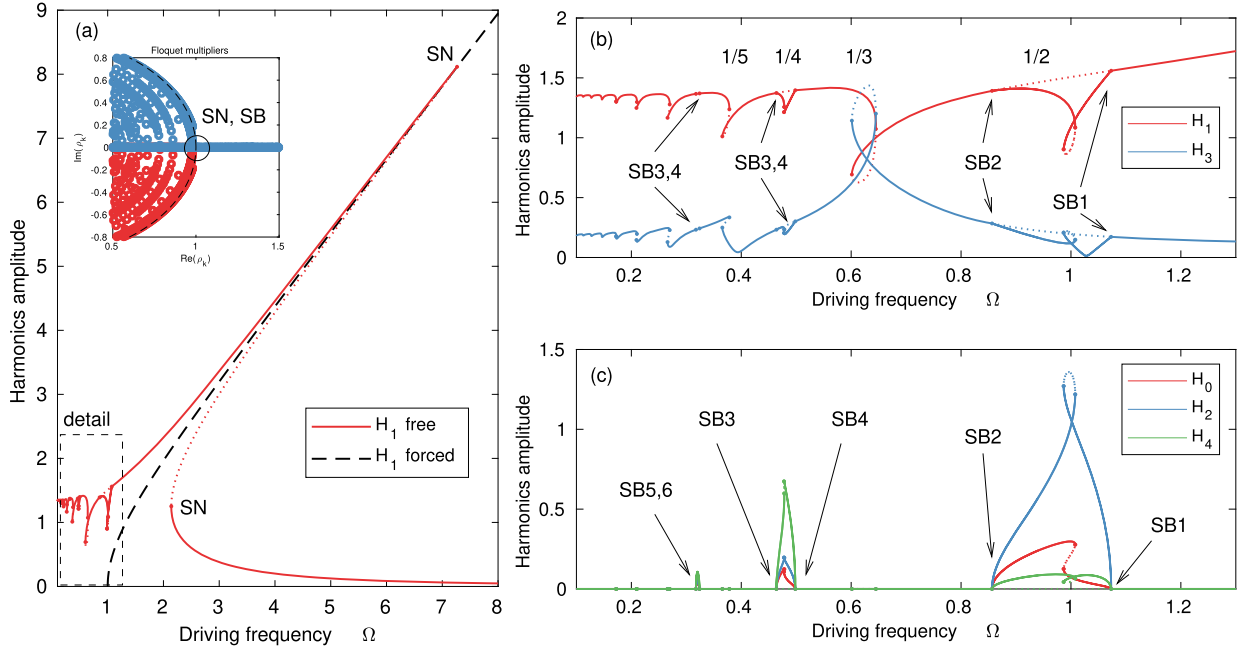 (a)
Floquet multipliers
0.8
0.6
0.4
0.2
0
-0.2
-0.4
-0.6
-0.8
Im(ρk)
0.5
1
1.5
Re(ρk)
SN, SB
SN
SN
detail
H1 free
H1 forced
9
8
7
6
5
4
3
2
1
0
Harmonics amplitude
1
2
3
4
5
6
7
8
Driving frequency Ω
(b)
1/5
1/4
1/3
1/2
SB3,4
SB3,4
SB2
SB1
H1
H3
2
1.5
1
0.5
0
Harmonics amplitude
0.2
0.4
0.6
0.8
1
1.2
Driving frequency Ω
(c)
SB5,6
SB3
SB4
SB2
SB1
H0
H2
H4
1.5
1
0.5
0
Harmonics amplitude
0.2
0.4
0.6
0.8
1
1.2
Driving frequency Ω